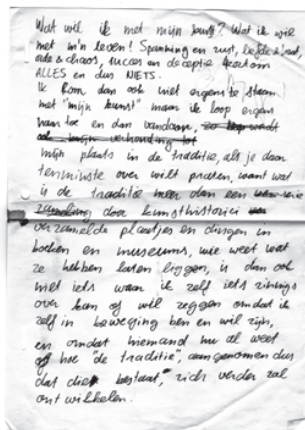 Wat wil ik met mijn kunst? Wat ik wil
met m'n leven! Spanning en rust, liefde & haat,
orde & chaos, succes en deceptie kortom
ALLES en dus NIETS.
Ik kom dan ook niet ergens te staan
met "mijn kunst" maar ik loop ergens
naar toe en dan vandaan,
mijn plaats in de traditie, als je daar
tenminste over wilt praten, want wat
is de traditie meer dan een
door kunsthistorici
verzamelde plaatjes en dingen in
boeken en museums, wie weet wat
ze hebben laten liggen, is dan ook
niet iets waar ik zelf iets zinnigs
over kan of wil zeggen omdat ik
zelf in beweging ben en wil zijn,
en omdat niemand nu al weet
hoe "de traditie", aangenomen dus
dat die bestaat," zich verder zal
ontwikkelen.